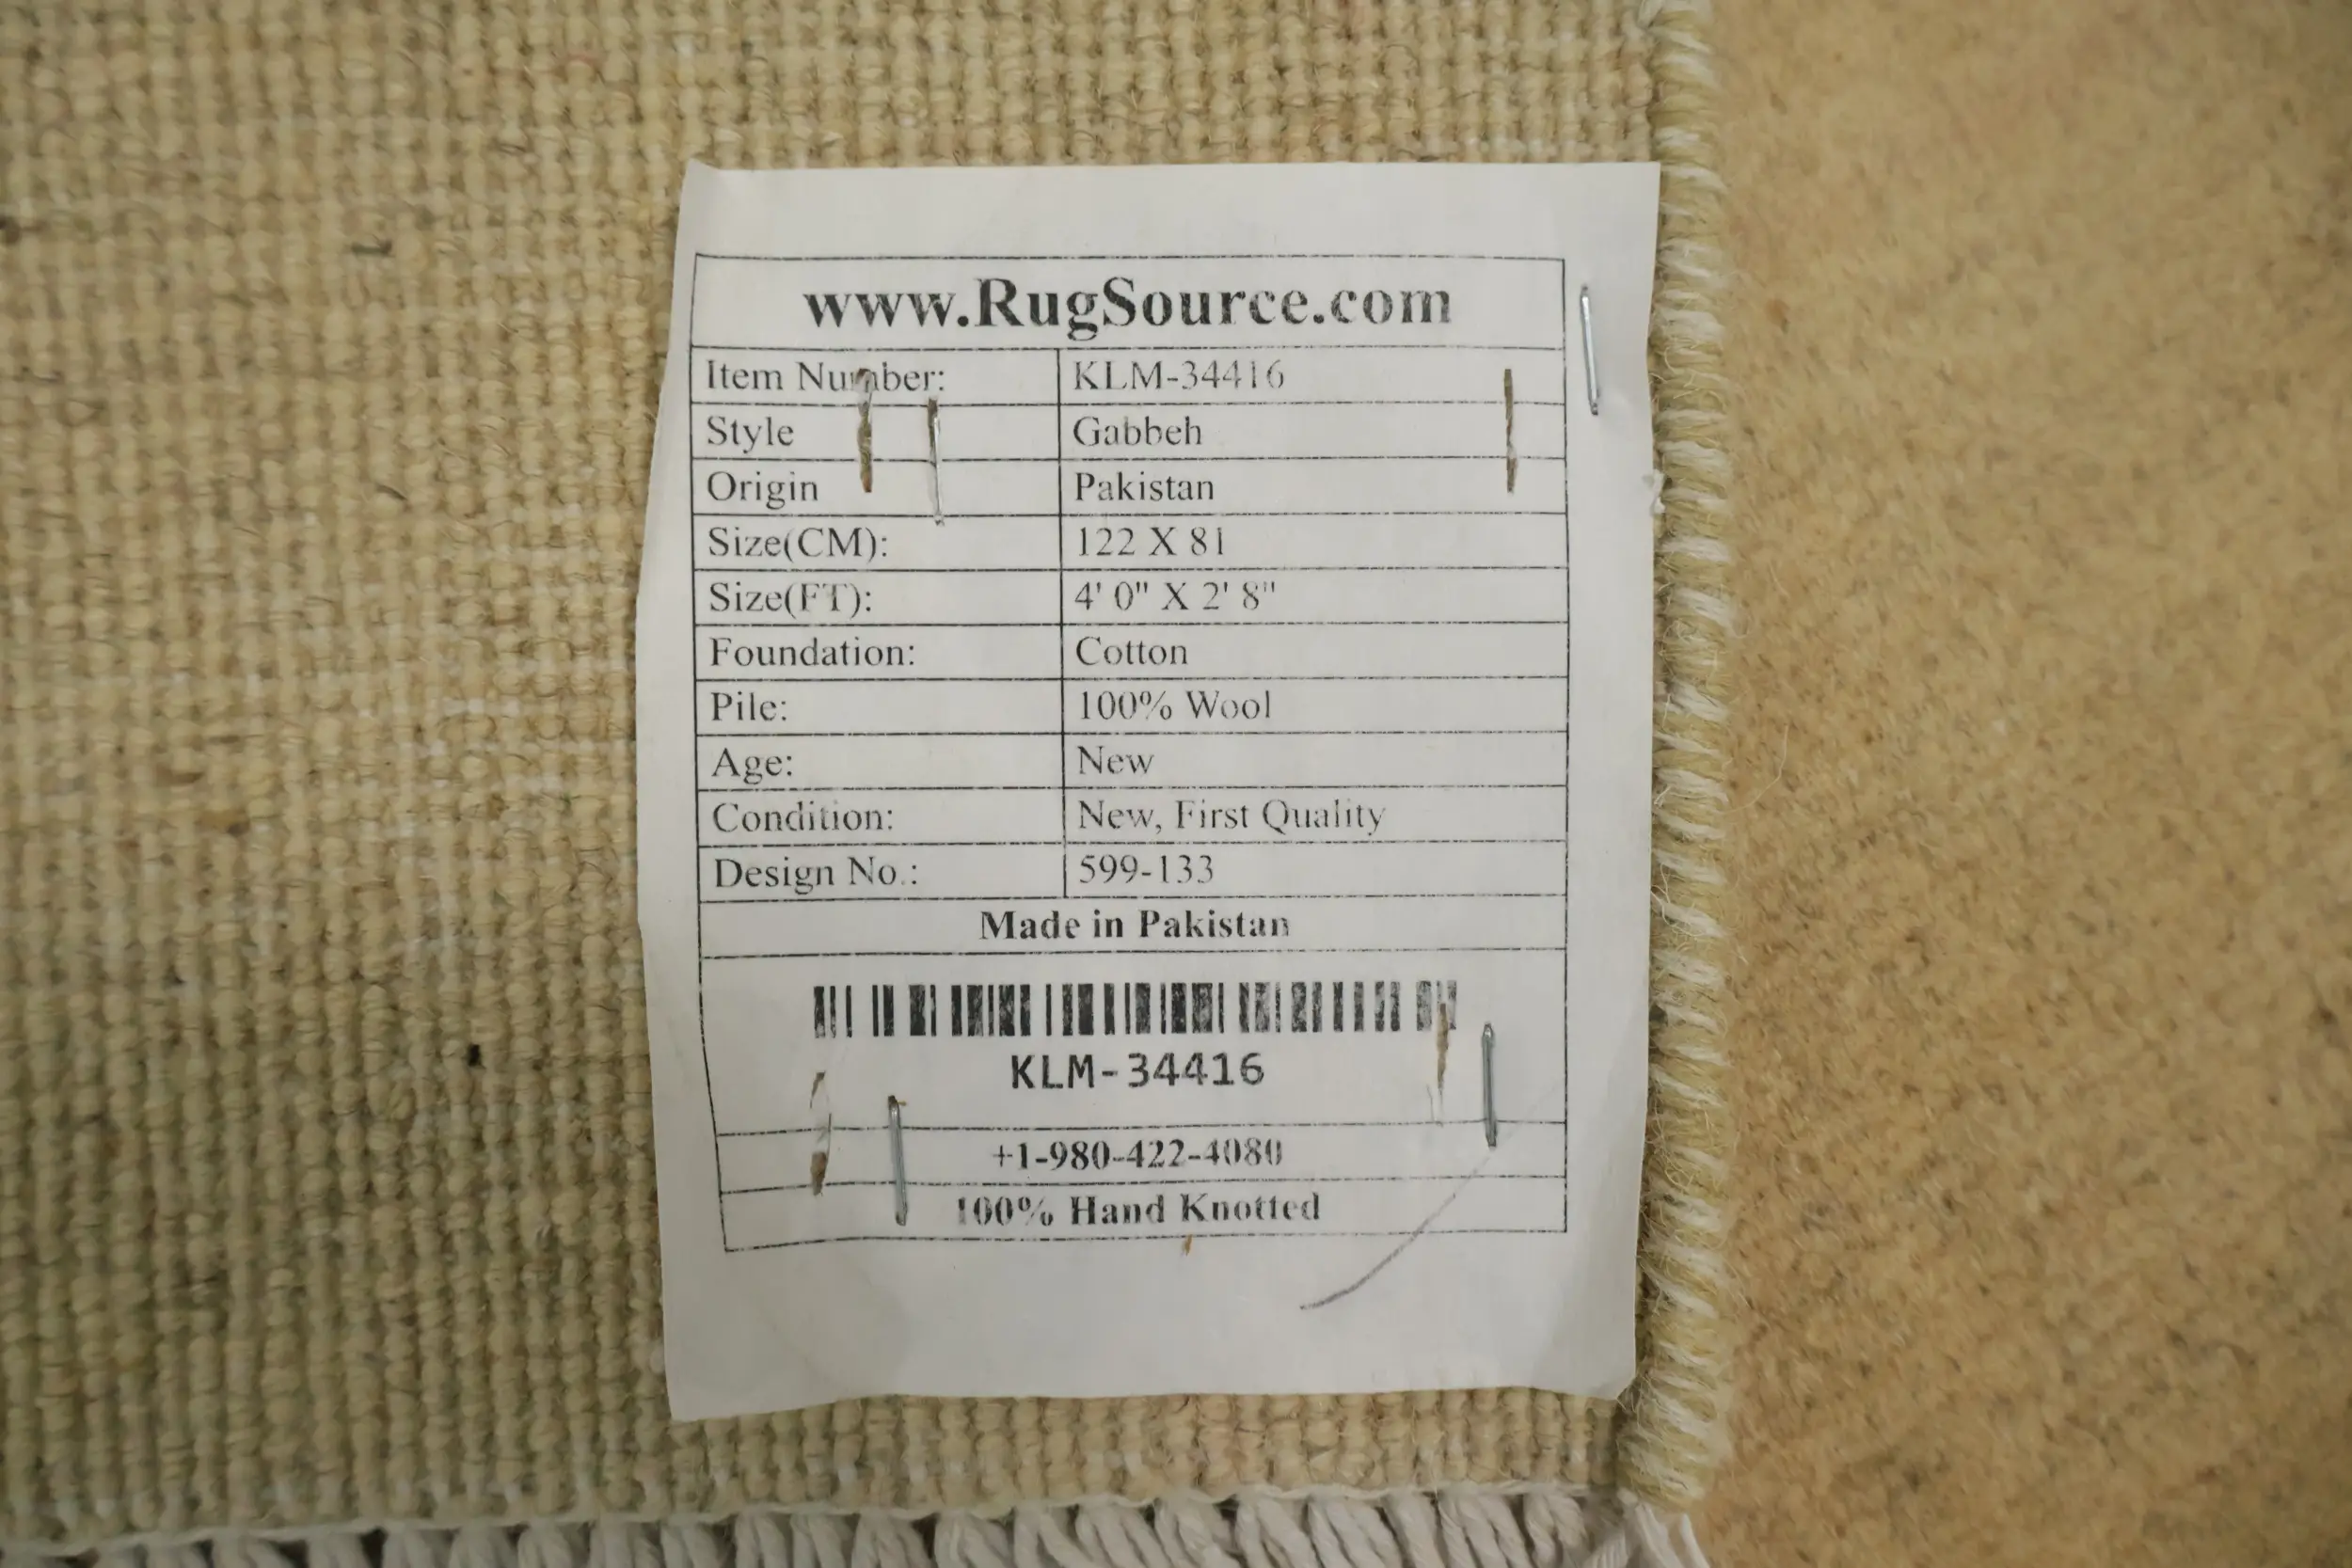 www.RugSource.com
Item Number: KLM-34416
Style Gabbeh
Origin Pakistan
Size(CM): 122 X 81
Size(FT): 4' 0" X 2' 8"
Foundation: Cotton
Pile: 100% Wool
Age: New
Condition: New, First Quality
Design No.: 599-133
Made in Pakistan
KLM-34416
+1-980-422-4080
100% Hand Knotted